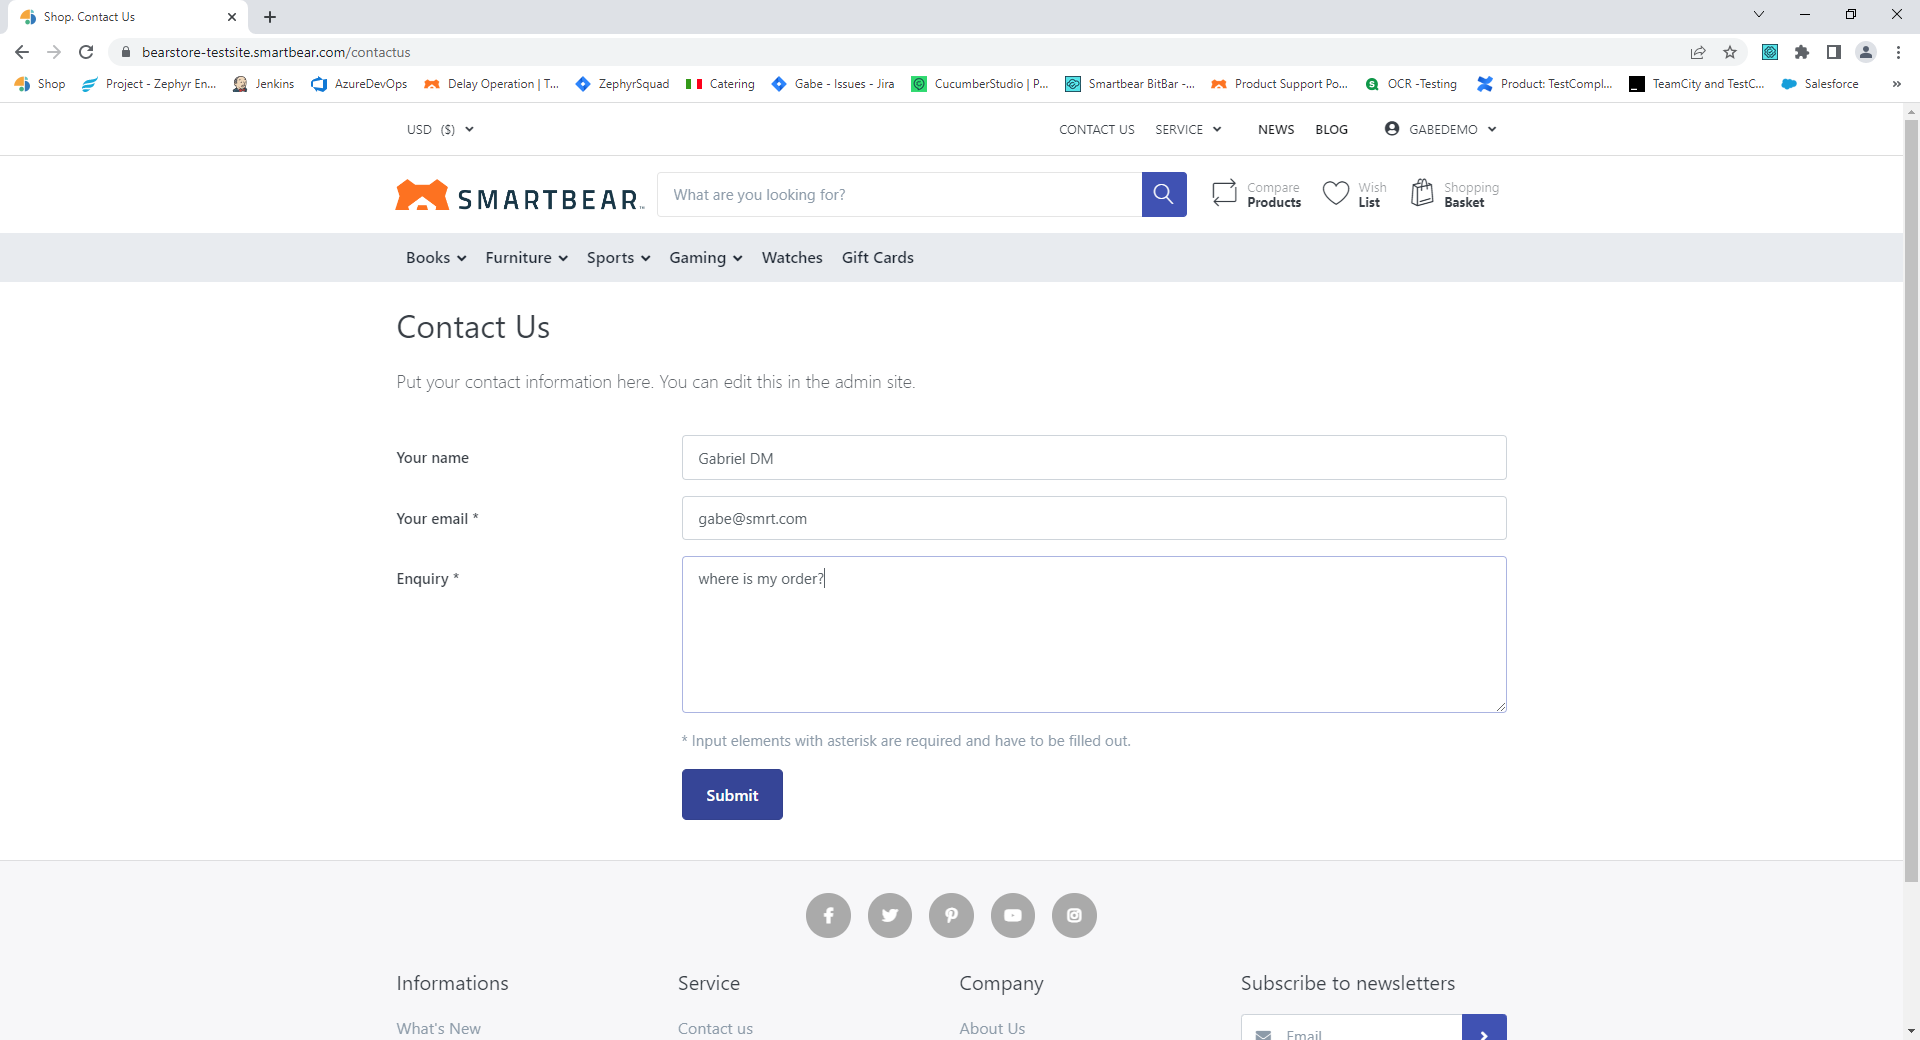 Shop. Contact Us
bearstore-testsite.smartbear.com/contactus
Shop Project - Zephyr En... Jenkins AzureDevOps Delay Operation | T... ZephyrSquad Catering Gabe - Issues - Jira CucumberStudio | P... Smartbear BitBar -... Product Support Po... OCR -Testing Product: TestCompl... TeamCity and TestC... Salesforce »
USD ($) CONTACT US SERVICE NEWS BLOG GABEDEMO
SMARTBEAR What are you looking for? Compare Products Wish List Shopping Basket
Books Furniture Sports Gaming Watches Gift Cards
Contact Us
Put your contact information here. You can edit this in the admin site.
Your name Gabriel DM
Your email * gabe@smrt.com
Enquiry * where is my order?
* Input elements with asterisk are required and have to be filled out.
Submit
Informations Service Company Subscribe to newsletters
What's New Contact us About Us Email